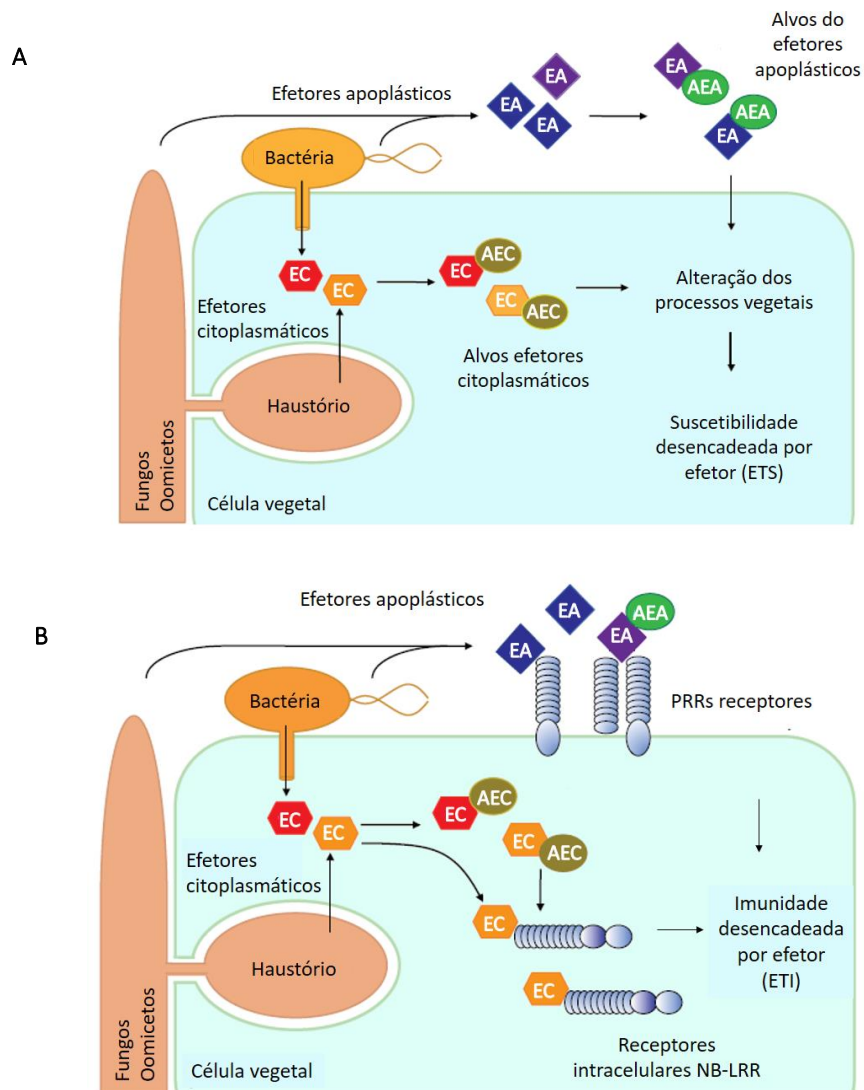 A
Alvos do
efetores
apoplásticos
Efetores apoplásticos
EA
EA
EA
EA
AEA
AEA
EA
Bactéria
EC
EC
EC
AEC
EC
AEC
Efetores
citoplasmáticos
Alvos efetores
citoplasmáticos
Alteração dos
processos vegetais
Haustório
Suscetibilidade
desencadeada por
efetor (ETS)
Fungos
Oomicetos
Célula vegetal
B
Efetores apoplásticos
EA
EA
EA
AEA
Bactéria
PRRs receptores
EC
EC
EC
AEC
EC
AEC
Efetores
citoplasmáticos
EC
EC
Imunidade
desencadeada
por efetor
(ETI)
Haustório
Receptores
intracelulares NB-LRR
Fungos
Oomicetos
Célula vegetal